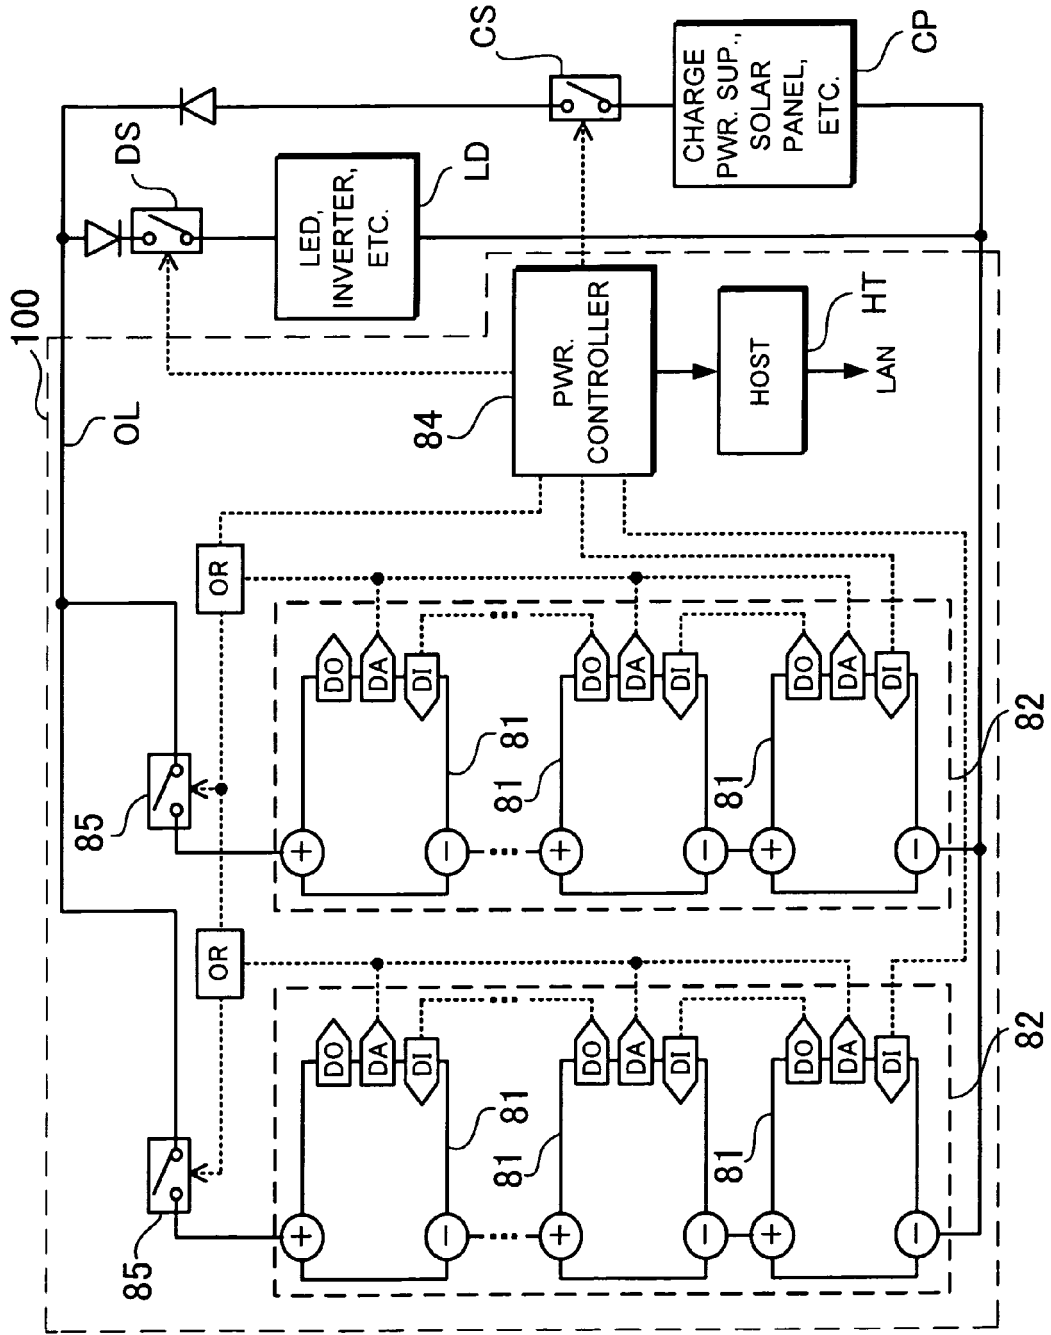 100
OL
DS
CS
LED,
INVERTER,
ETC.
LD
CHARGE
PWR. SUP.,
SOLAR
PANEL,
ETC.
CP
84
PWR.
CONTROLLER
HOST
HT
LAN
85
OR
DO
DA
DI
81
+
−
...
DO
DA
DI
81
+
−
DO
DA
DI
81
+
−
82
85
OR
DO
DA
DI
81
+
−
...
DO
DA
DI
81
+
−
DO
DA
DI
81
+
−
82